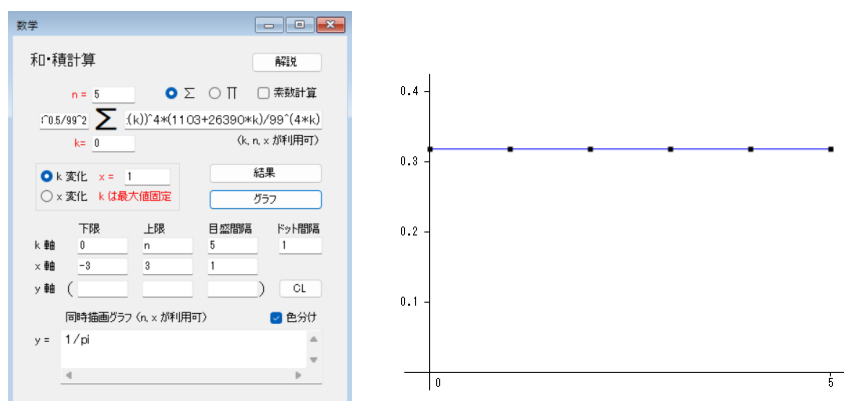 数学
和・積計算
解説
n = 5 Σ Π 素数計算
^0.5/99^2 Σ (k))^4*(1103+26390*k)/99^(4*k)
k= 0 (k, n, x が利用可)
k 変化 x = 1 結果
x 変化 k は最大値固定 グラフ
下限 上限 目盛間隔 ドット間隔
k 軸 0 n 5 1
x 軸 -3 3 1
y 軸 ( ) CL
同時描画グラフ (n, x が利用可) 色分け
y = 1/pi
0.4
0.3
0.2
0.1
0 5